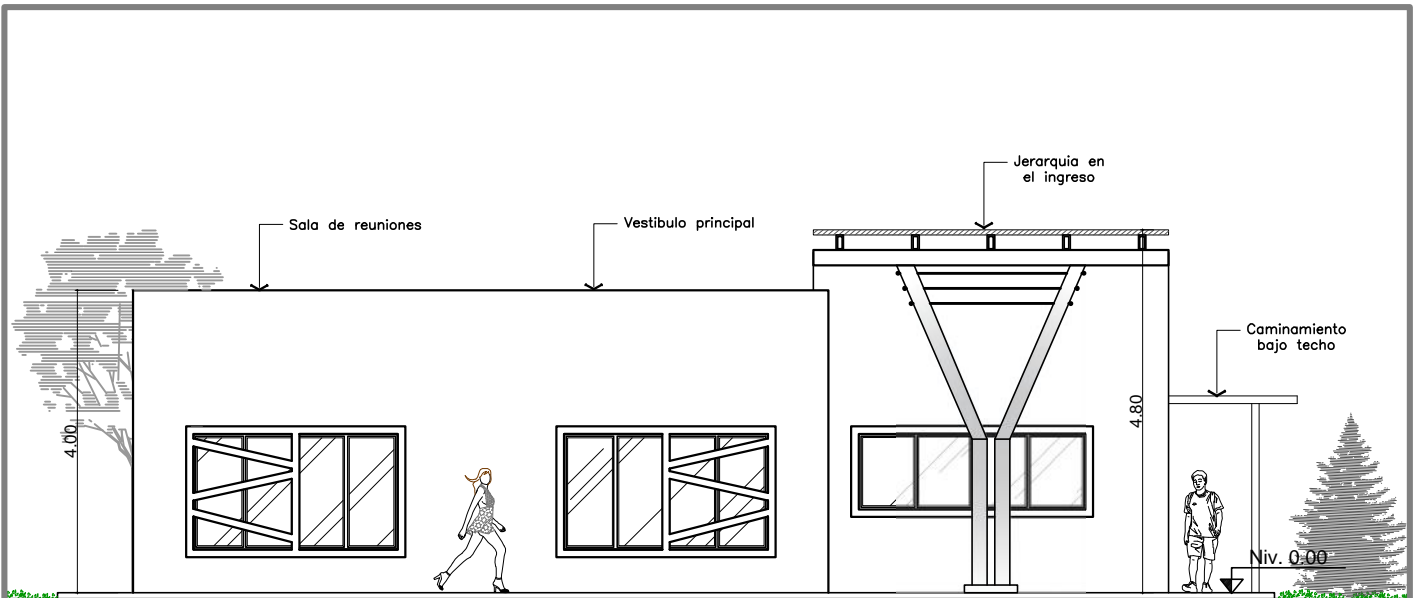 Jerarquia en
el ingreso
Sala de reuniones
Vestibulo principal
Caminamiento
bajo techo
4.00
4.80
Niv. 0.00